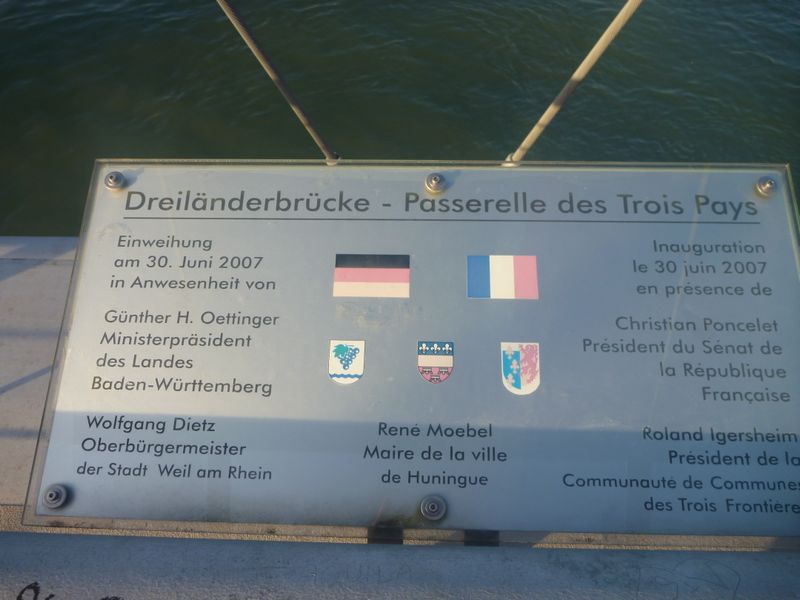 Dreiländerbrücke - Passerelle des Trois Pays
Einweihung
am 30. Juni 2007
in Anwesenheit von
Günther H. Oettinger
Ministerpräsident
des Landes
Baden-Württemberg
Wolfgang Dietz
Oberbürgermeister
der Stadt Weil am Rhein
René Moebel
Maire de la ville
de Huningue
Inauguration
le 30 juin 2007
en présence de
Christian Poncelet
Président du Sénat de
la République
Française
Roland Igersheim
Président de la
Communauté de Communes
des Trois Frontière